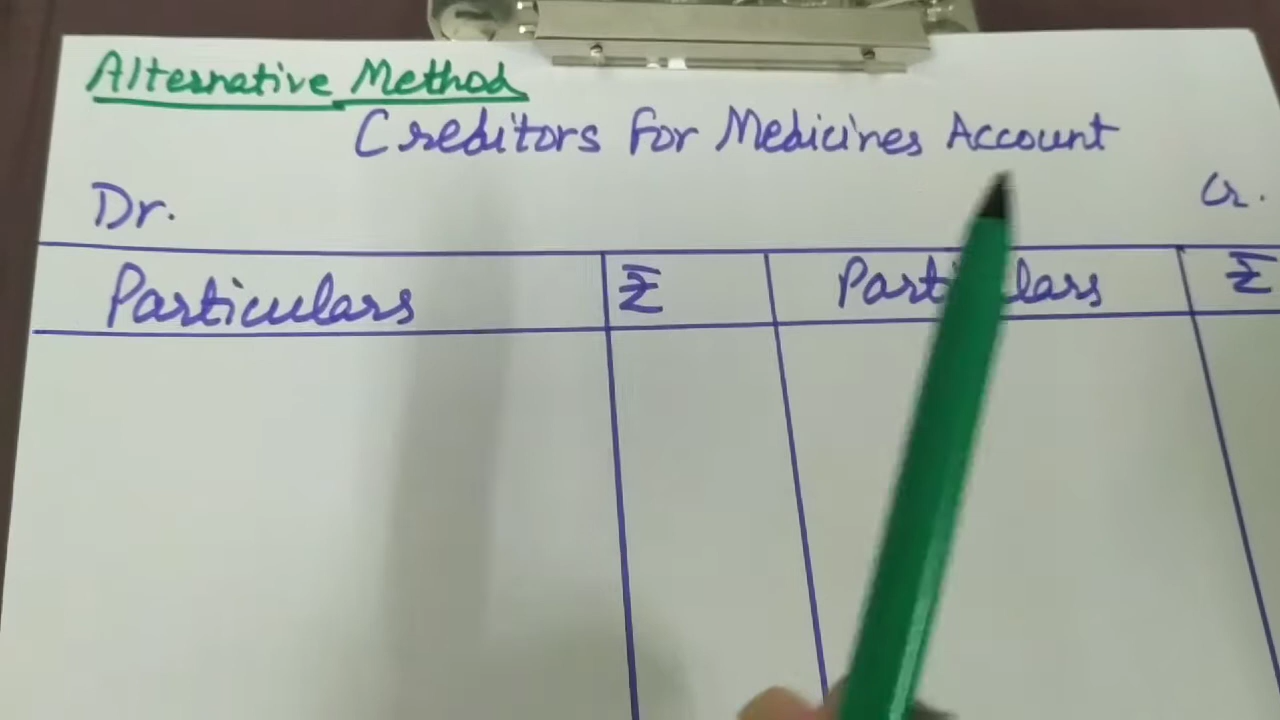 Alternative Method
Creditors For Medicines Account
Dr. Cr.
Particulars ₹ Particulars ₹